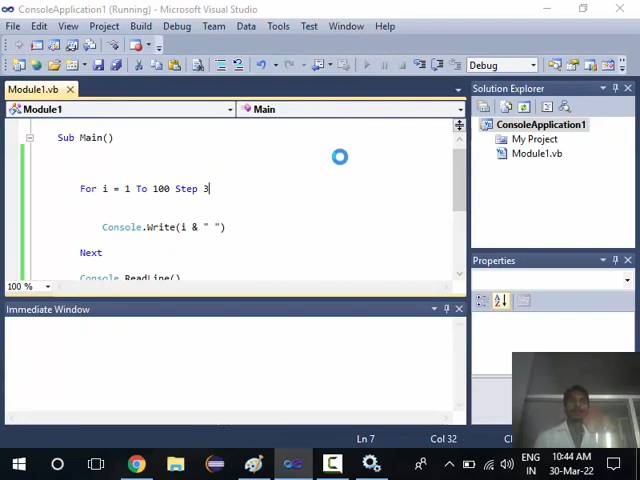 ConsoleApplication1 (Running) - Microsoft Visual Studio
File Edit View Project Build Debug Team Data Tools Test Window Help
Debug
Module1.vb
Module1 Main
Sub Main()
For i = 1 To 100 Step 3
Console.Write(i & " ")
Next
Console.ReadLine()
100 %
Immediate Window
Solution Explorer
ConsoleApplication1
My Project
Module1.vb
Properties
Ln 7 Col 32
ENG 10:44 AM
IN 30-Mar-22